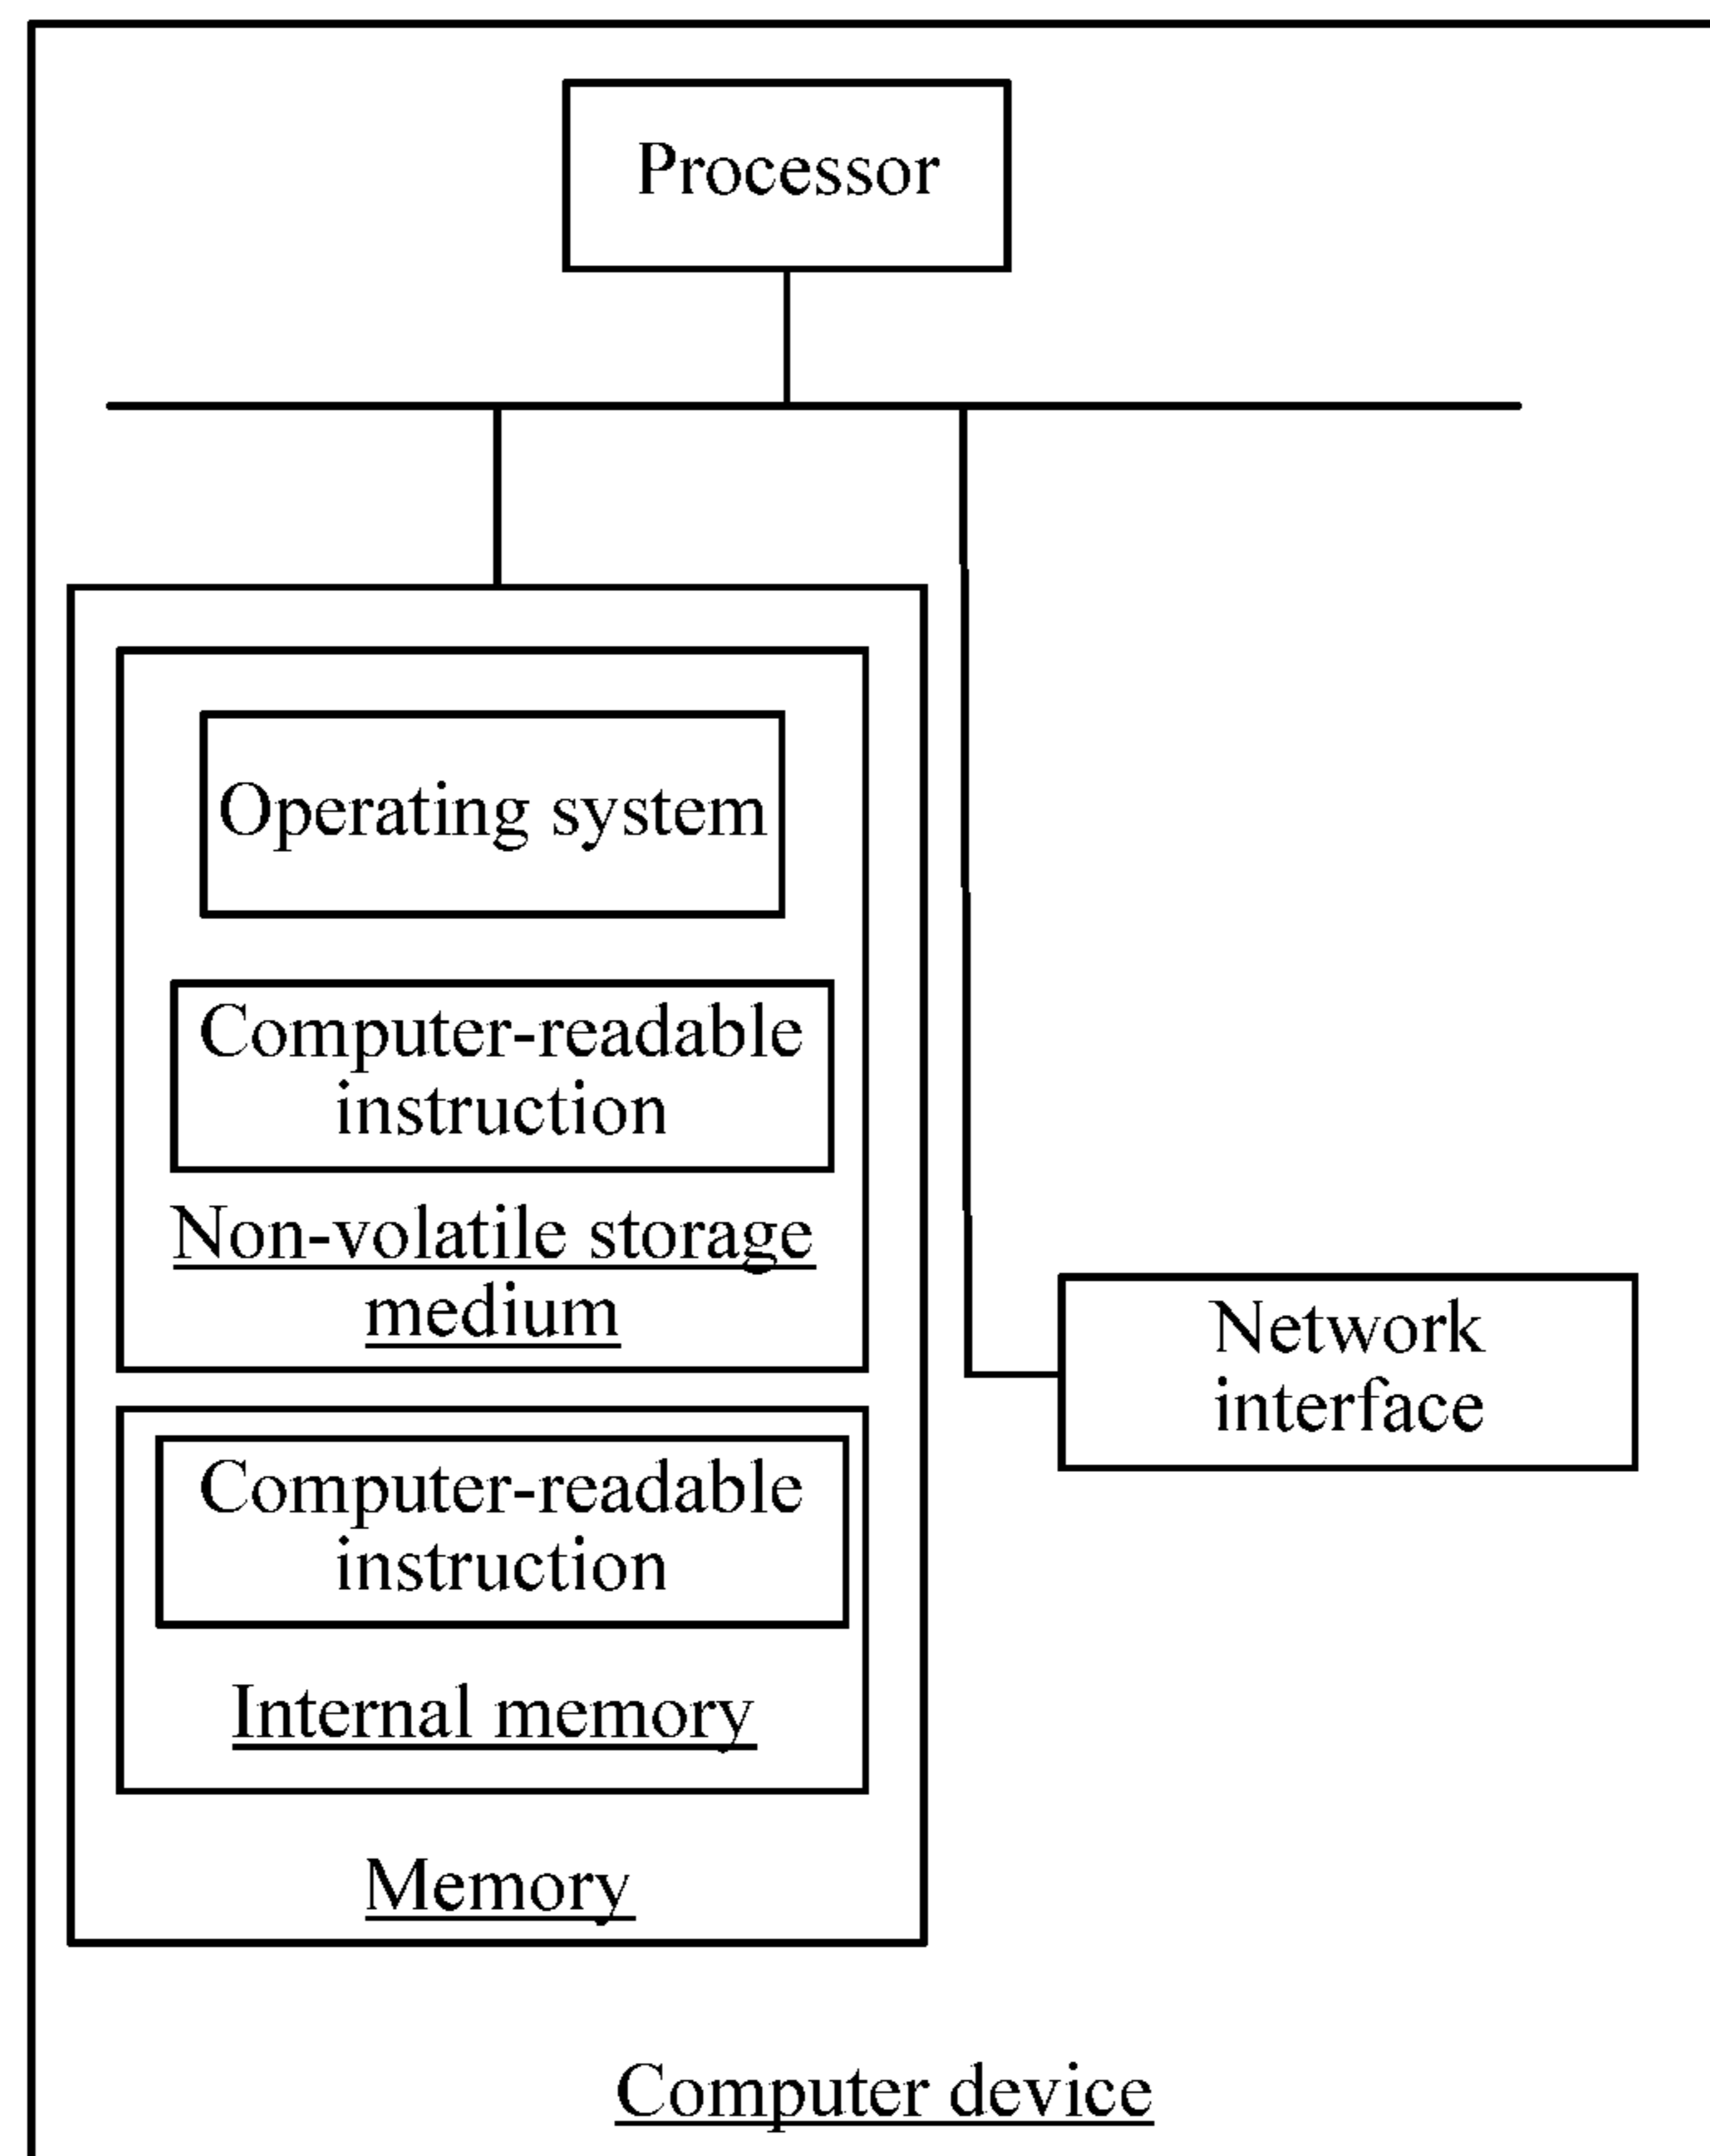 Processor
Operating system
Computer-readable
instruction
Non-volatile storage
medium
Network
interface
Computer-readable
instruction
Internal memory
Memory
Computer device